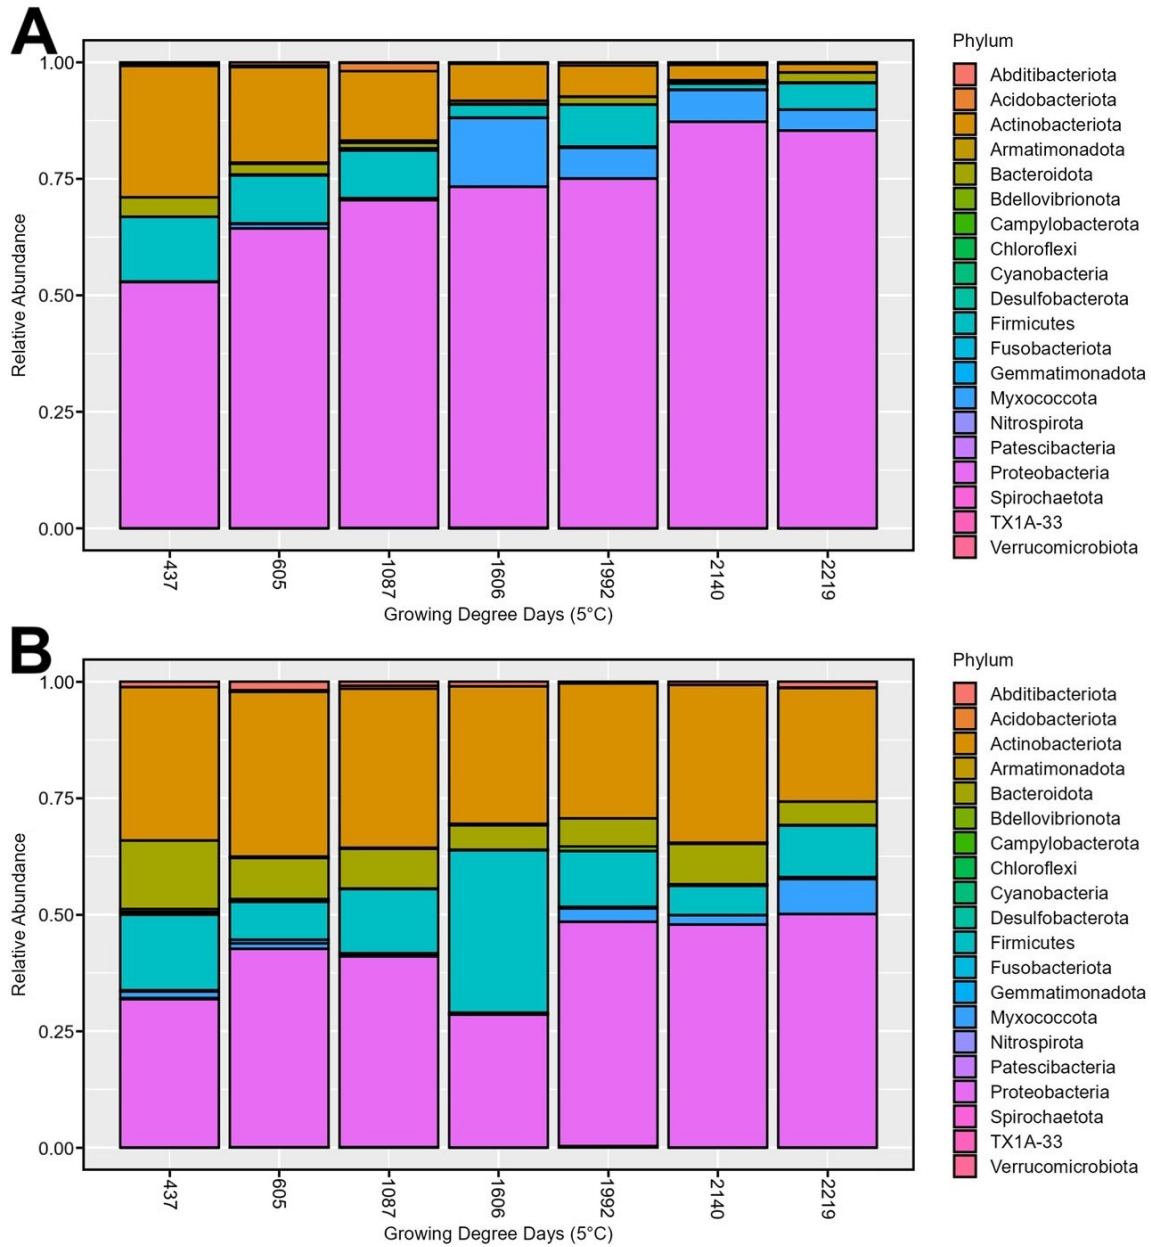 A
1.00
0.75
0.50
0.25
0.00
Relative Abundance
437
605
1087
1606
1992
2140
2219
Growing Degree Days (5°C)
Phylum
Abditibacteriota
Acidobacteriota
Actinobacteriota
Armatimonadota
Bacteroidota
Bdellovibrionota
Campylobacterota
Chloroflexi
Cyanobacteria
Desulfobacterota
Firmicutes
Fusobacteriota
Gemmatimonadota
Myxococcota
Nitrospirota
Patescibacteria
Proteobacteria
Spirochaetota
TX1A-33
Verrucomicrobiota
B
1.00
0.75
0.50
0.25
0.00
Relative Abundance
437
605
1087
1606
1992
2140
2219
Growing Degree Days (5°C)
Phylum
Abditibacteriota
Acidobacteriota
Actinobacteriota
Armatimonadota
Bacteroidota
Bdellovibrionota
Campylobacterota
Chloroflexi
Cyanobacteria
Desulfobacterota
Firmicutes
Fusobacteriota
Gemmatimonadota
Myxococcota
Nitrospirota
Patescibacteria
Proteobacteria
Spirochaetota
TX1A-33
Verrucomicrobiota